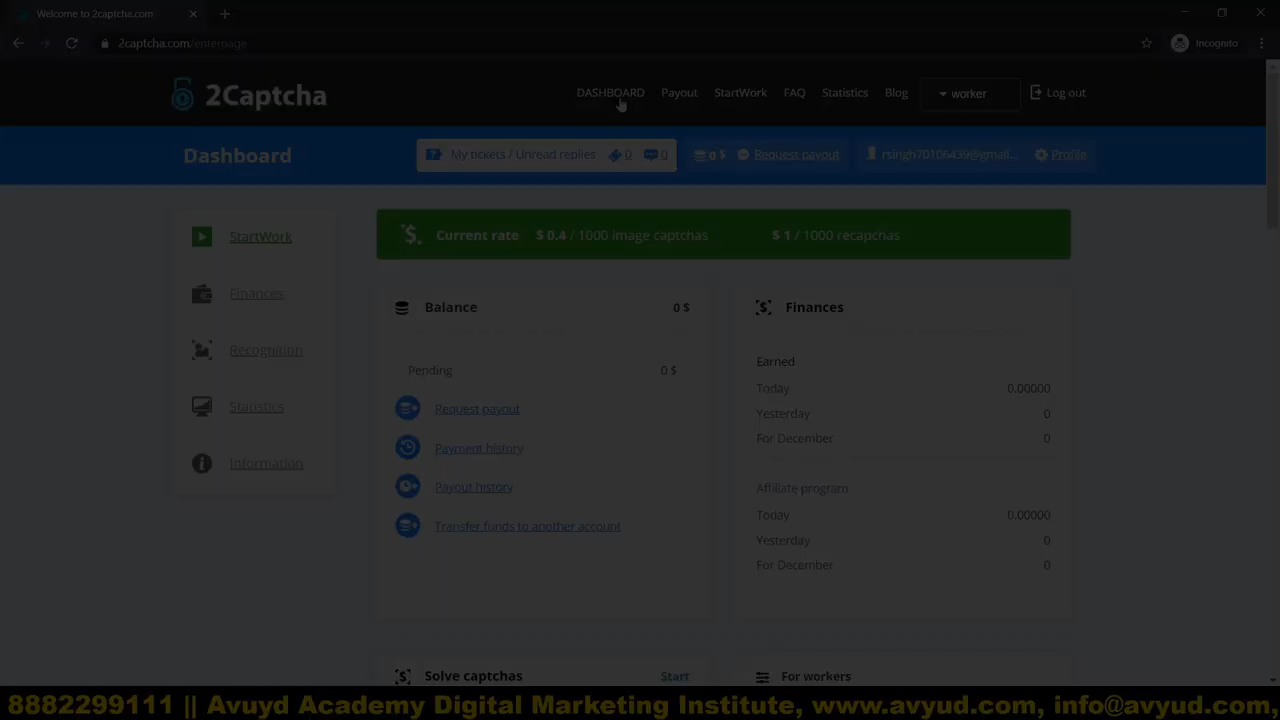 Welcome to 2captcha.com
2captcha.com/enterpage
Incognito
2Captcha
DASHBOARD Payout StartWork FAQ Statistics Blog worker Log out
Dashboard
My tickets / Unread replies 0 0
0 $ Request payout
rsingh70106439@gmail... Profile
StartWork
Finances
Recognition
Statistics
Information
Current rate $ 0.4 / 1000 image captchas $ 1 / 1000 recapchas
Balance 0 $
Pending 0 $
Request payout
Payment history
Payout history
Transfer funds to another account
Finances
Earned
Today 0.00000
Yesterday 0
For December 0
Affiliate program
Today 0.00000
Yesterday 0
For December 0
Solve captchas Start
For workers
8882299111 || Avuyd Academy Digital Marketing Institute, www.avyud.com, info@avyud.com,